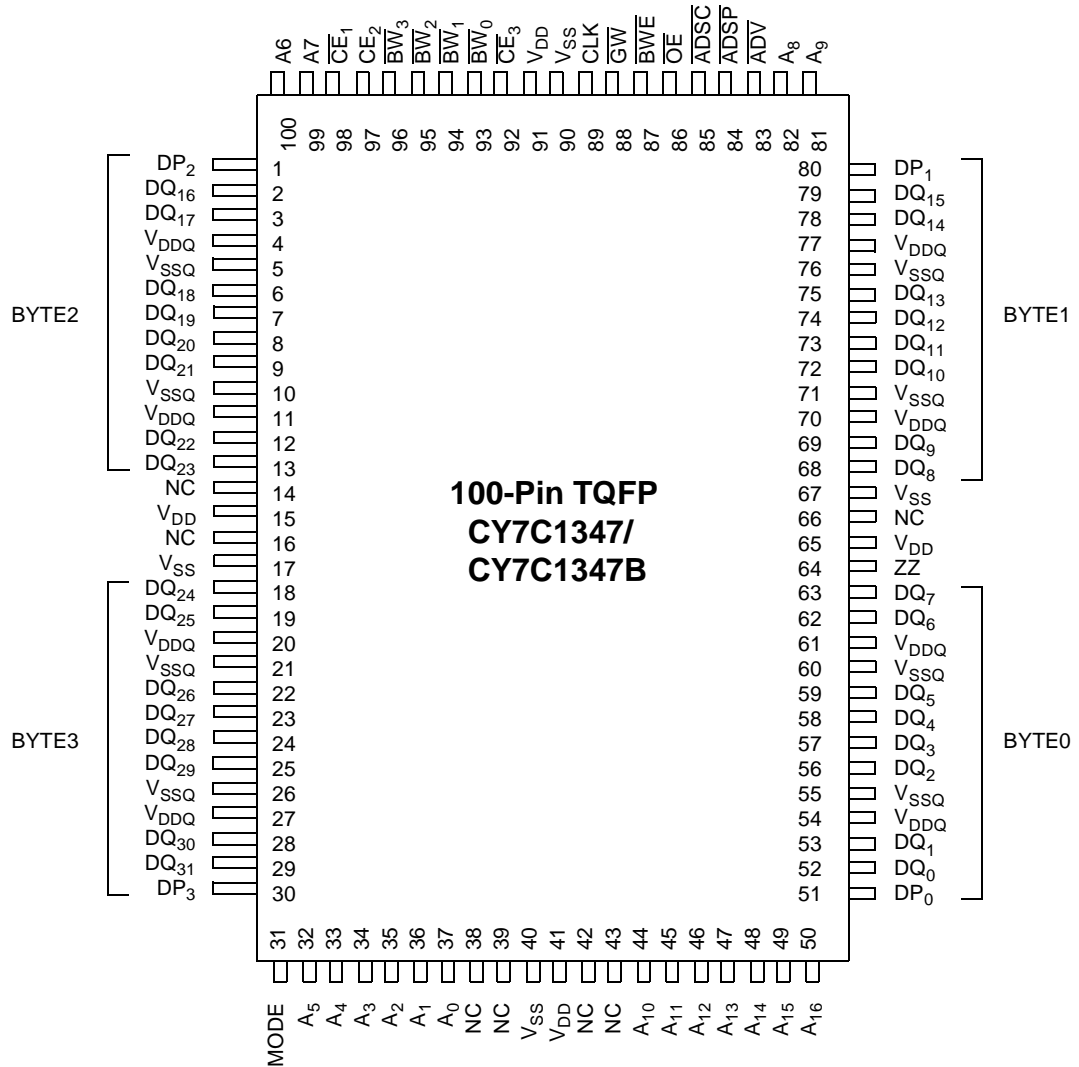 A6 A7 CE1 CE2 BW3 BW2 BW1 BW0 CE3 VDD VSS CLK GW BWE OE ADSC ADSP ADV A8 A9
100 99 98 97 96 95 94 93 92 91 90 89 88 87 86 85 84 83 82 81
DP2 1 80 DP1
DQ16 2 79 DQ15
DQ17 3 78 DQ14
VDDQ 4 77 VDDQ
VSSQ 5 76 VSSQ
DQ18 6 75 DQ13
BYTE2 DQ19 7 74 DQ12 BYTE1
DQ20 8 73 DQ11
DQ21 9 72 DQ10
VSSQ 10 71 VSSQ
VDDQ 11 70 VDDQ
DQ22 12 69 DQ9
DQ23 13 68 DQ8
NC 14 67 VSS
VDD 15 66 NC
NC 16 65 VDD
VSS 17 64 ZZ
100-Pin TQFP
CY7C1347/
CY7C1347B
DQ24 18 63 DQ7
DQ25 19 62 DQ6
VDDQ 20 61 VDDQ
VSSQ 21 60 VSSQ
DQ26 22 59 DQ5
DQ27 23 58 DQ4
BYTE3 DQ28 24 57 DQ3 BYTE0
DQ29 25 56 DQ2
VSSQ 26 55 VSSQ
VDDQ 27 54 VDDQ
DQ30 28 53 DQ1
DQ31 29 52 DQ0
DP3 30 51 DP0
31 32 33 34 35 36 37 38 39 40 41 42 43 44 45 46 47 48 49 50
MODE A5 A4 A3 A2 A1 A0 NC NC VSS VDD NC NC A10 A11 A12 A13 A14 A15 A16